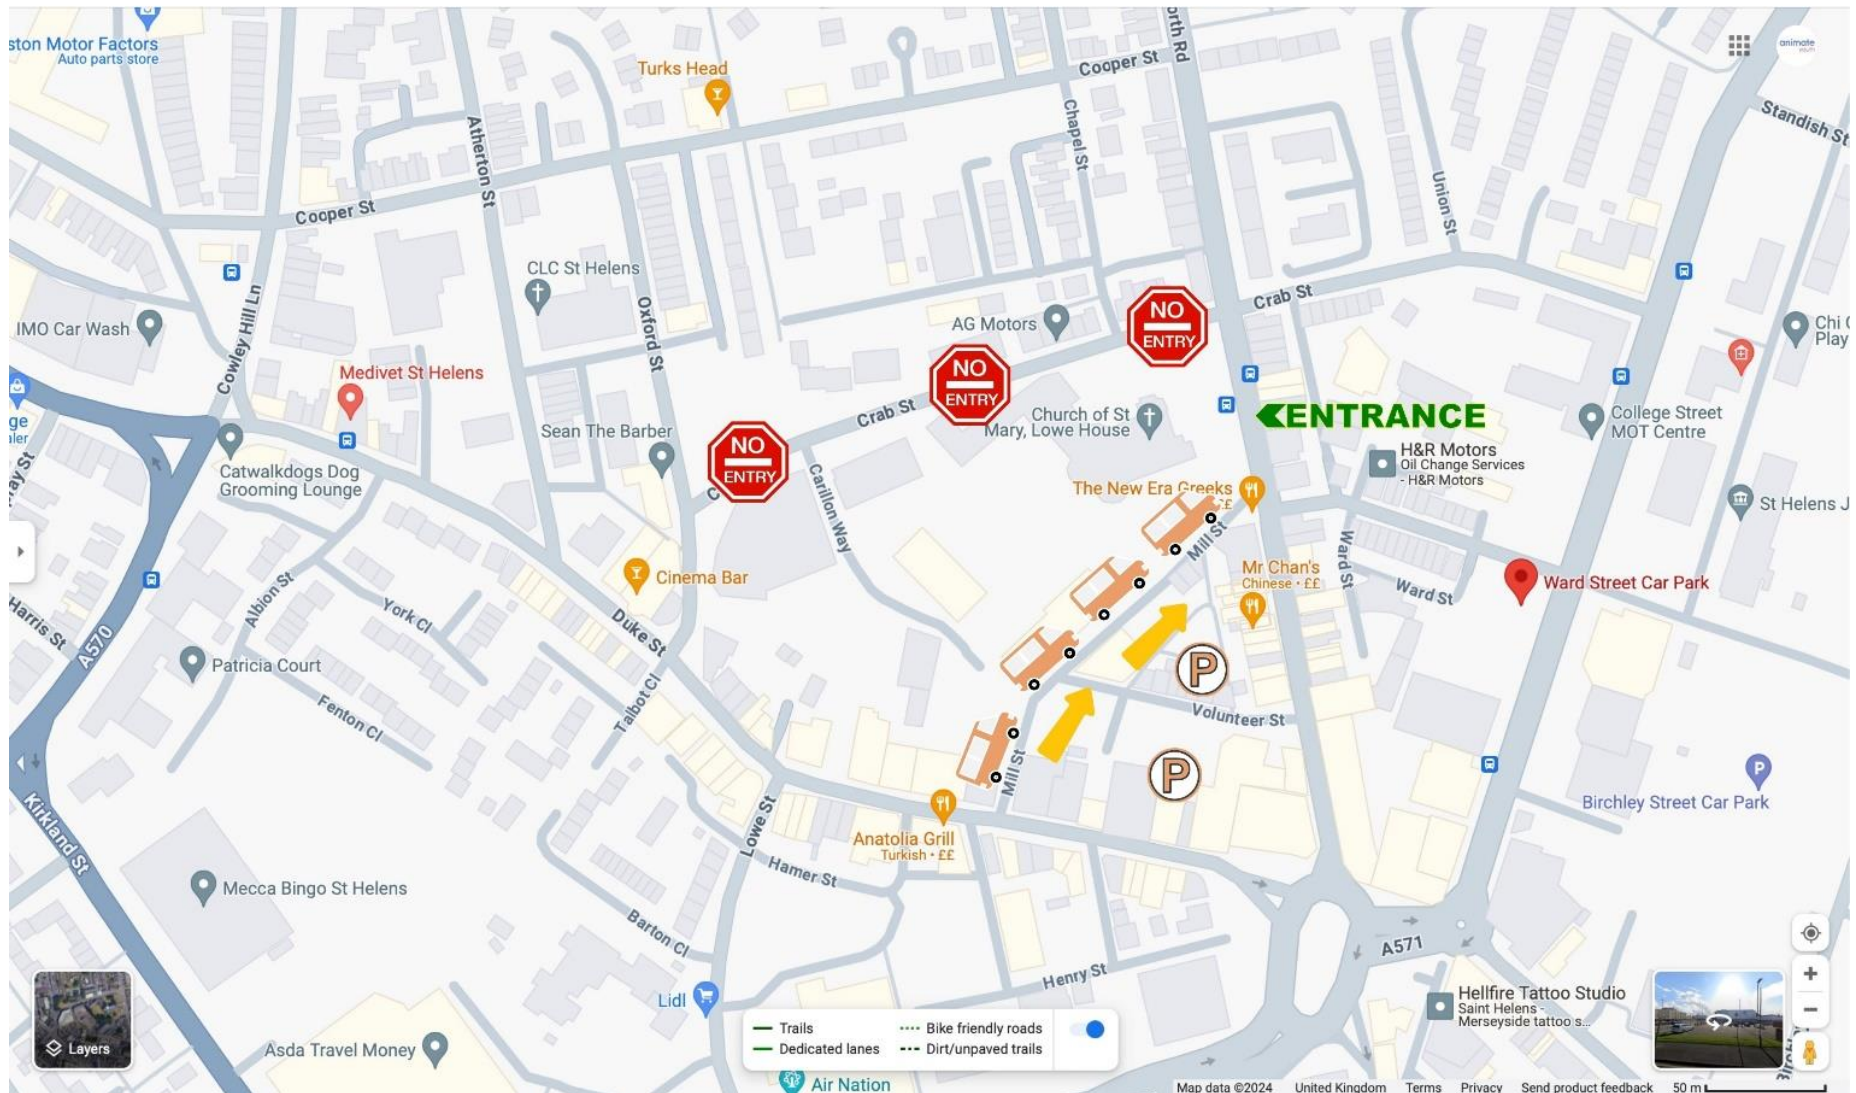 ston Motor Factors
Auto parts store
Turks Head
Cooper St
orth Rd
animate
Standish St
Atherton St
Chapel St
Union St
Cooper St
CLC St Helens
Oxford St
Crab St
IMO Car Wash
Cowley Hill Ln
AG Motors
NO
ENTRY
Chi
Play
Medivet St Helens
NO
ENTRY
Crab St
Church of St
Mary, Lowe House
ENTRANCE
College Street
MOT Centre
ge
aler
Sean The Barber
NO
ENTRY
H&R Motors
Oil Change Services
- H&R Motors
Catwalkdogs Dog
Grooming Lounge
Carillon Way
The New Era Greeks
££
St Helens J
ray St
Mill St
Ward St
Mr Chan's
Chinese • ££
Cinema Bar
Albion St
York Cl
Ward St
Ward Street Car Park
Harris St
A570
Duke St
Patricia Court
P
Talbot Cl
Fenton Cl
Volunteer St
Mill St
P
P
Birchley Street Car Park
Kirkland St
Lowe St
Anatolia Grill
Turkish • ££
Hamer St
Mecca Bingo St Helens
Barton Cl
A571
Henry St
Lidl
Hellfire Tattoo Studio
Saint Helens -
Merseyside tattoo s...
Layers
Asda Travel Money
Trails
Bike friendly roads
Dedicated lanes
Dirt/unpaved trails
Air Nation
Map data ©2024 United Kingdom Terms Privacy Send product feedback 50 m